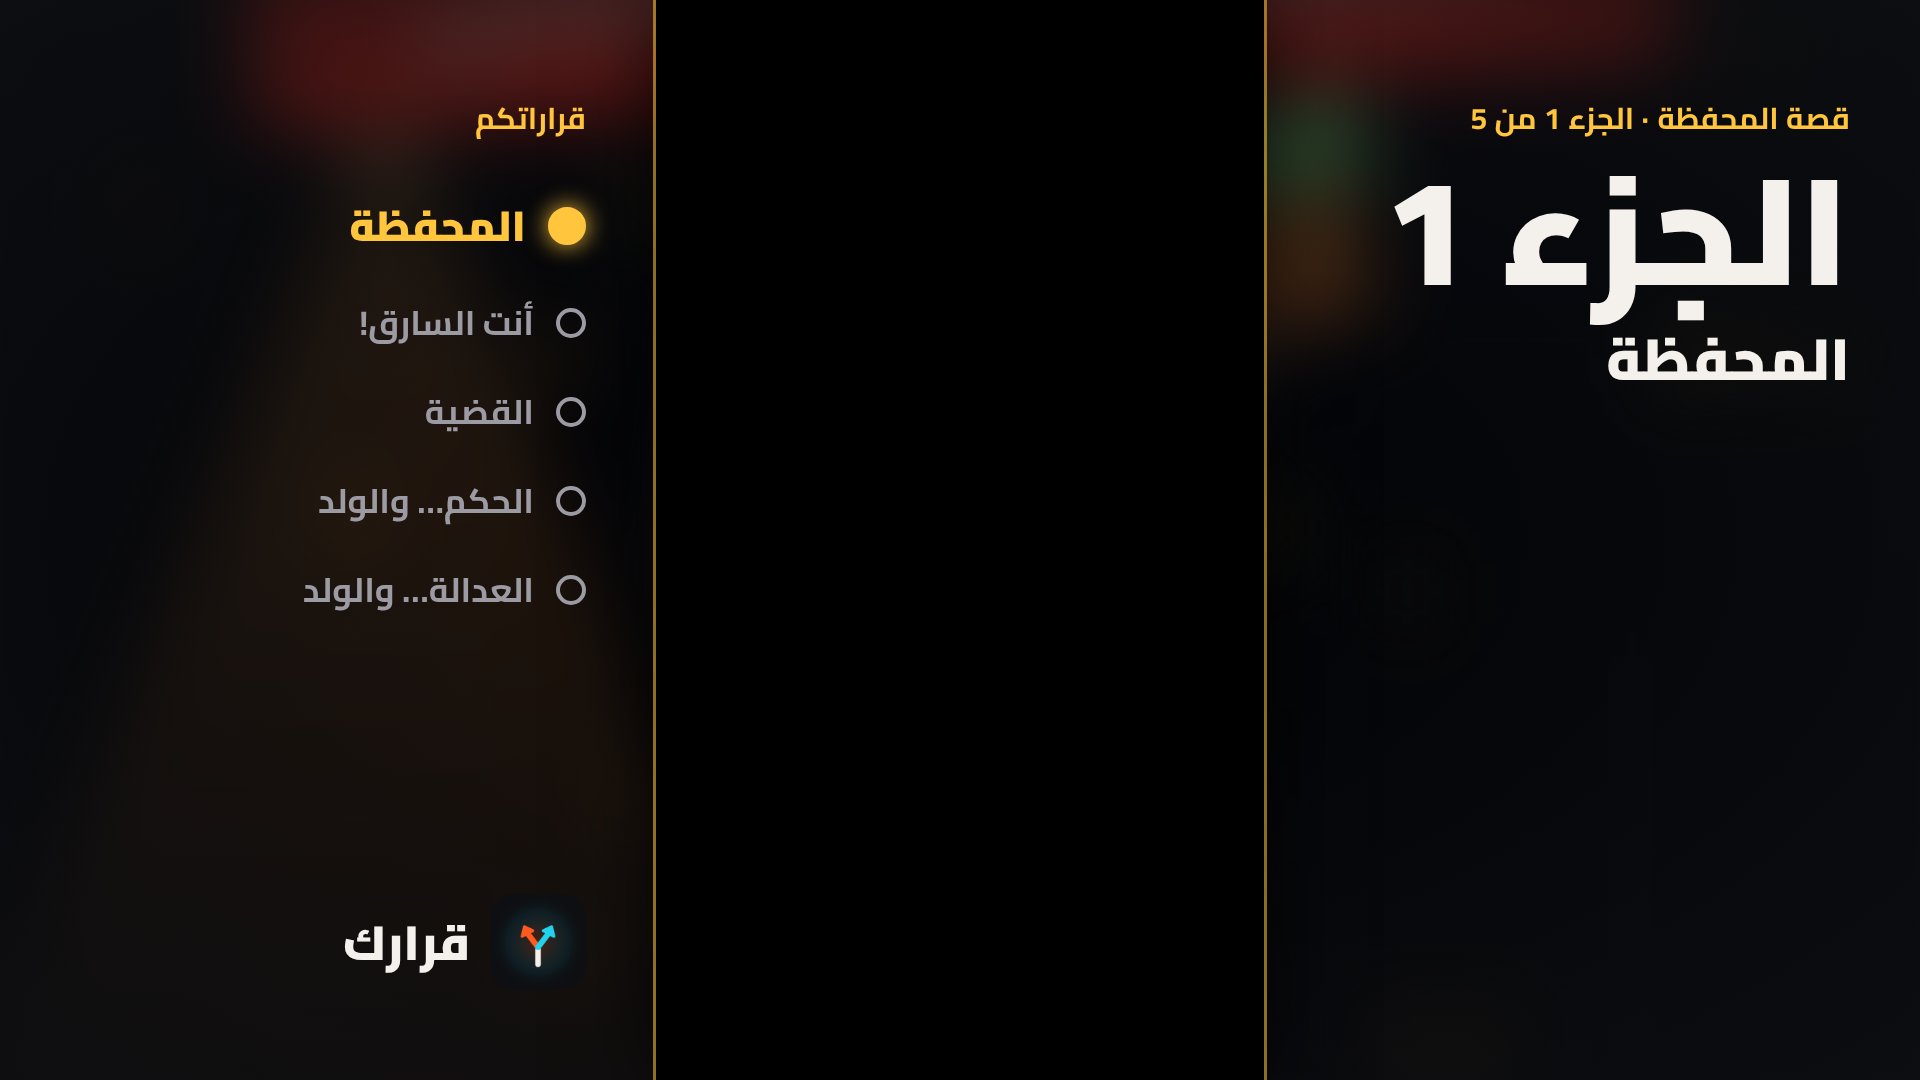 قصة المحفظة · الجزء 1 من 5
الجزء 1
المحفظة
قراراتكم
المحفظة
أنت السارق!
القضية
الحكم... والولد
العدالة... والولد
قرارك